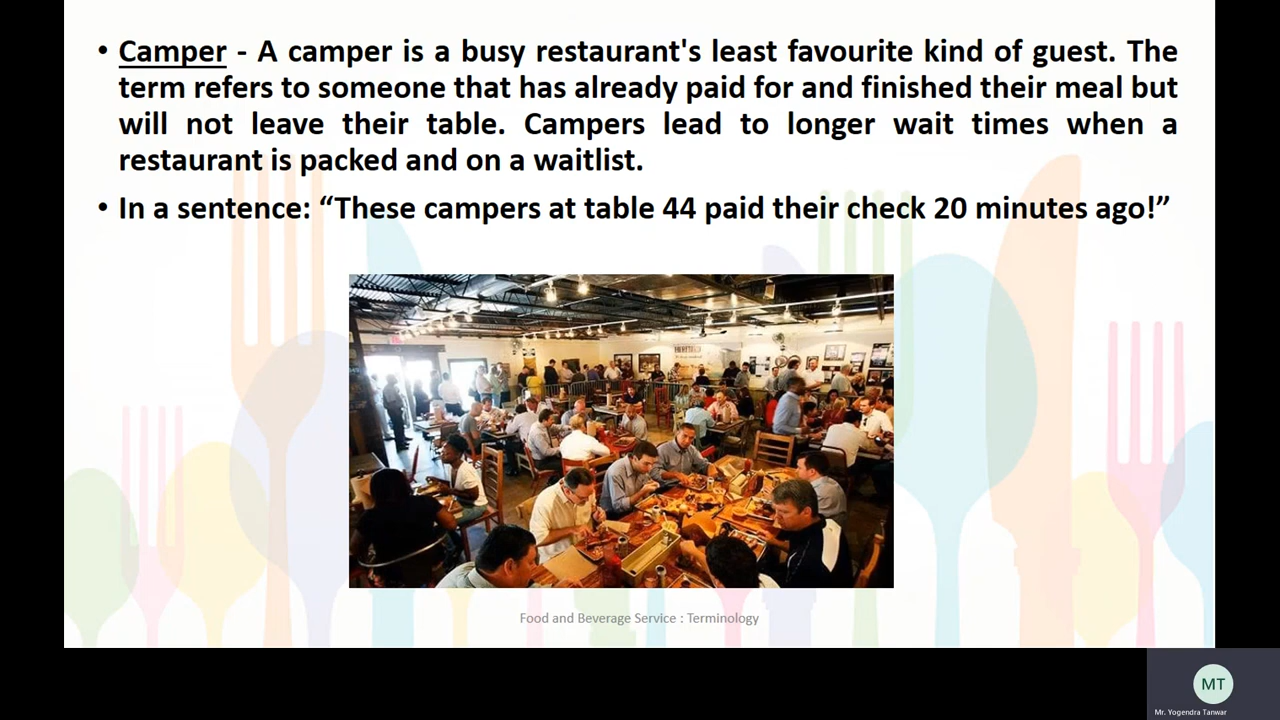 • Camper - A camper is a busy restaurant's least favourite kind of guest. The
term refers to someone that has already paid for and finished their meal but
will not leave their table. Campers lead to longer wait times when a
restaurant is packed and on a waitlist.
• In a sentence: “These campers at table 44 paid their check 20 minutes ago!”
Food and Beverage Service : Terminology
MT
Mr. Yogendra Tanwar